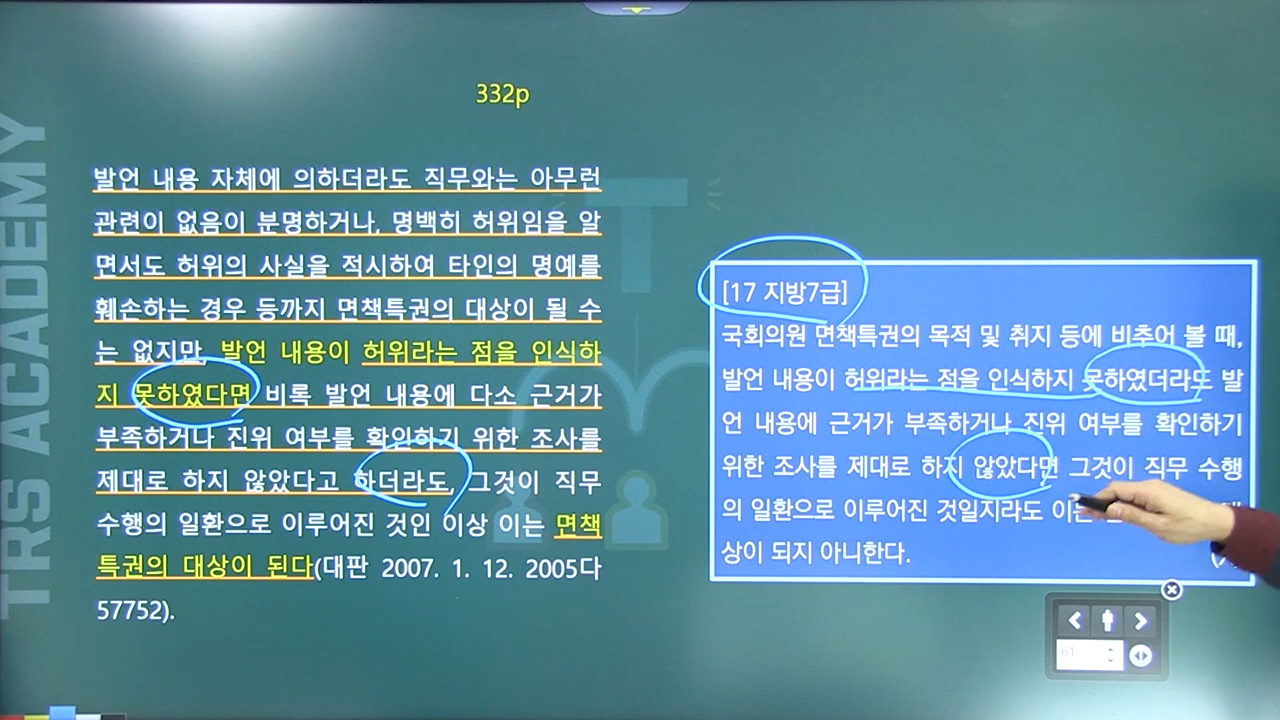 332p
발언 내용 자체에 의하더라도 직무와는 아무런
관련이 없음이 분명하거나, 명백히 허위임을 알
면서도 허위의 사실을 적시하여 타인의 명예를
훼손하는 경우 등까지 면책특권의 대상이 될 수
는 없지만, 발언 내용이 허위라는 점을 인식하
지 못하였다면 비록 발언 내용에 다소 근거가
부족하거나 진위 여부를 확인하기 위한 조사를
제대로 하지 않았다고 하더라도, 그것이 직무
수행의 일환으로 이루어진 것인 이상 이는 면책
특권의 대상이 된다(대판 2007. 1. 12. 2005다
57752).
[17 지방7급]
국회의원 면책특권의 목적 및 취지 등에 비추어 볼 때,
발언 내용이 허위라는 점을 인식하지 못하였더라도 발
언 내용에 근거가 부족하거나 진위 여부를 확인하기
위한 조사를 제대로 하지 않았다면 그것이 직무 수행
의 일환으로 이루어진 것일지라도 이는
상이 되지 아니한다.
TRS ACADEMY
61